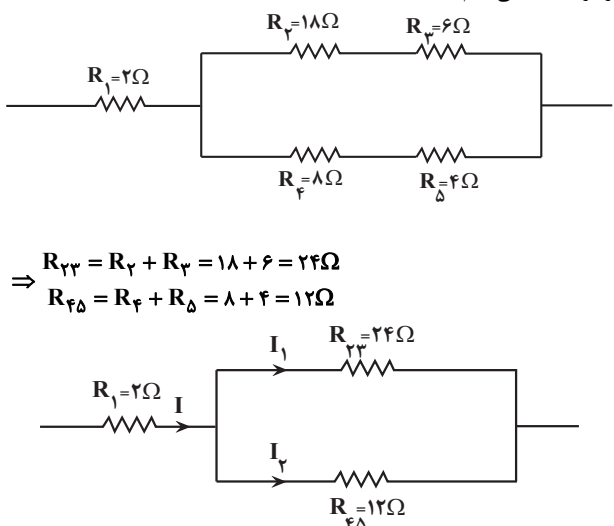 R₂=۱۸Ω R₃=۶Ω
R₁=۲Ω
R₄=۸Ω R₅=۴Ω
⇒ R₂₃ = R₂ + R₃ = ۱۸ + ۶ = ۲۴Ω
R₄₅ = R₄ + R₅ = ۸ + ۴ = ۱۲Ω
I₁ R₂₃=۲۴Ω
R₁=۲Ω I
I₂
R₄₅=۱۲Ω